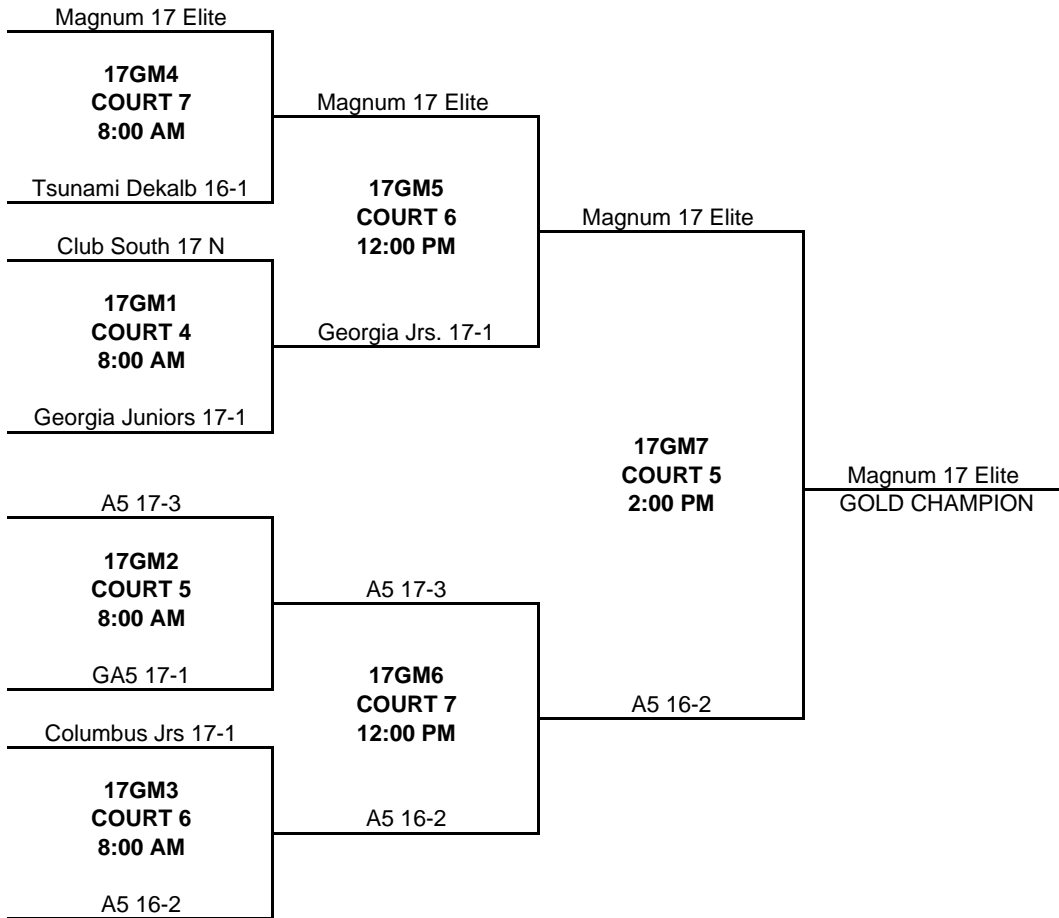 Magnum 17 Elite
17GM4
COURT 7
8:00 AM
Magnum 17 Elite
Tsunami Dekalb 16-1
17GM5
COURT 6
12:00 PM
Magnum 17 Elite
Club South 17 N
17GM1
COURT 4
8:00 AM
Georgia Jrs. 17-1
Georgia Juniors 17-1
17GM7
COURT 5
2:00 PM
Magnum 17 Elite
GOLD CHAMPION
A5 17-3
17GM2
COURT 5
8:00 AM
A5 17-3
GA5 17-1
17GM6
COURT 7
12:00 PM
A5 16-2
Columbus Jrs 17-1
17GM3
COURT 6
8:00 AM
A5 16-2
A5 16-2